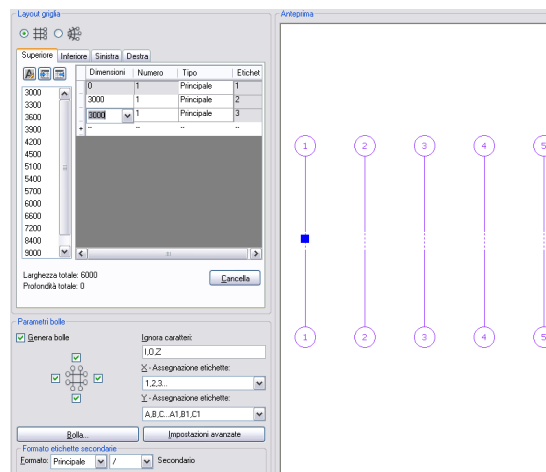 Layout griglia
Superiore Inferiore Sinistra Destra
Dimensioni Numero Tipo Etichet
0 1 Principale 1
3000 1 Principale 2
3000 1 Principale 3
+ -- -- -- --
3000
3300
3600
3900
4200
4500
5100
5400
5700
6000
6600
7200
8400
9000
Larghezza totale: 6000
Profondità totale: 0
Cancella
Parametri bolle
Genera bolle
Ignora caratteri:
I,O,Z
X - Assegnazione etichette:
1,2,3...
Y - Assegnazione etichette:
A,B,C...A1,B1,C1
Bolla...
Impostazioni avanzate
Formato etichette secondarie
Formato: Principale / Secondario
Anteprima
1 2 3 4 5
1 2 3 4 5